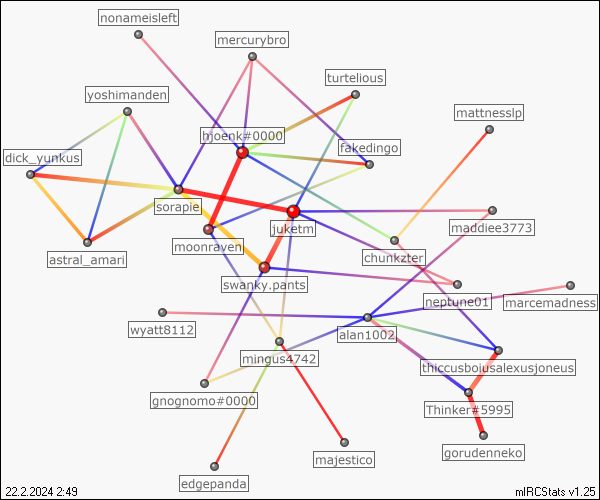 nonameisleft
mercurybro
turtelious
yoshimanden
mattnesslp
bjoenk#0000
fakedingo
dick_yunkus
sorapie
maddiee3773
juketm
moonraven
chunkzter
astral_amari
swanky.pants
neptune01
marcemadness
wyatt8112
alan1002
mingus4742
thiccusboiusalexusjoneus
gnognomo#0000
Thinker#5995
gorudenneko
majestico
edgepanda
22.2.2024 2:49
mIRCStats v1.25